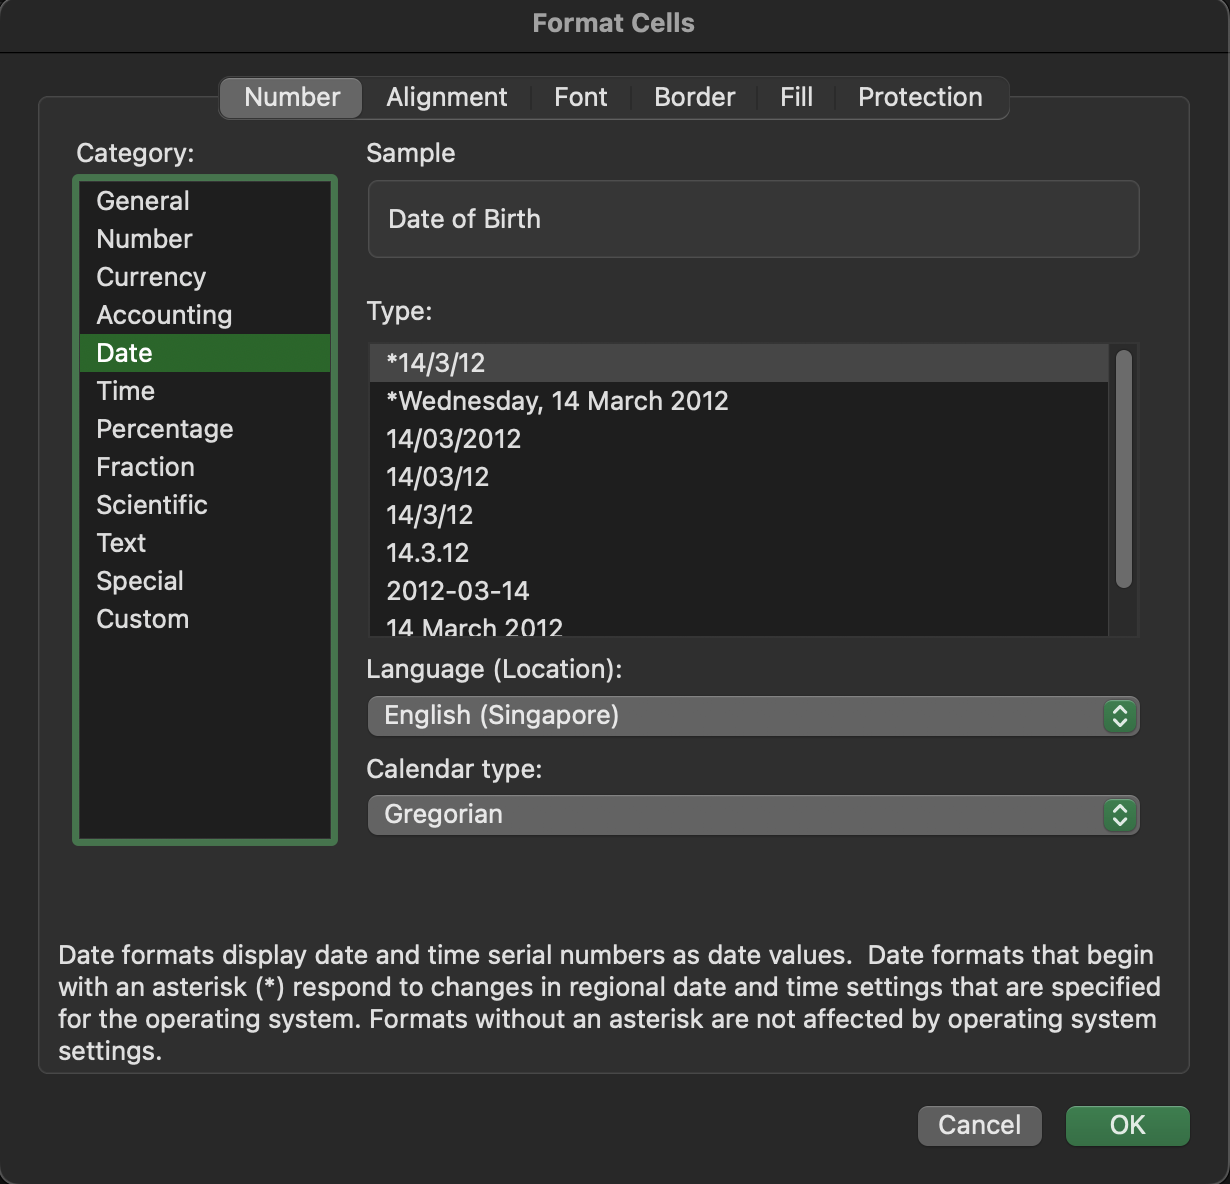 Format Cells
Number Alignment Font Border Fill Protection
Category:
General
Number
Currency
Accounting
Date
Time
Percentage
Fraction
Scientific
Text
Special
Custom
Sample
Date of Birth
Type:
*14/3/12
*Wednesday, 14 March 2012
14/03/2012
14/03/12
14/3/12
14.3.12
2012-03-14
14 March 2012
Language (Location):
English (Singapore)
Calendar type:
Gregorian
Date formats display date and time serial numbers as date values.  Date formats that begin
with an asterisk (*) respond to changes in regional date and time settings that are specified
for the operating system. Formats without an asterisk are not affected by operating system
settings.
Cancel OK